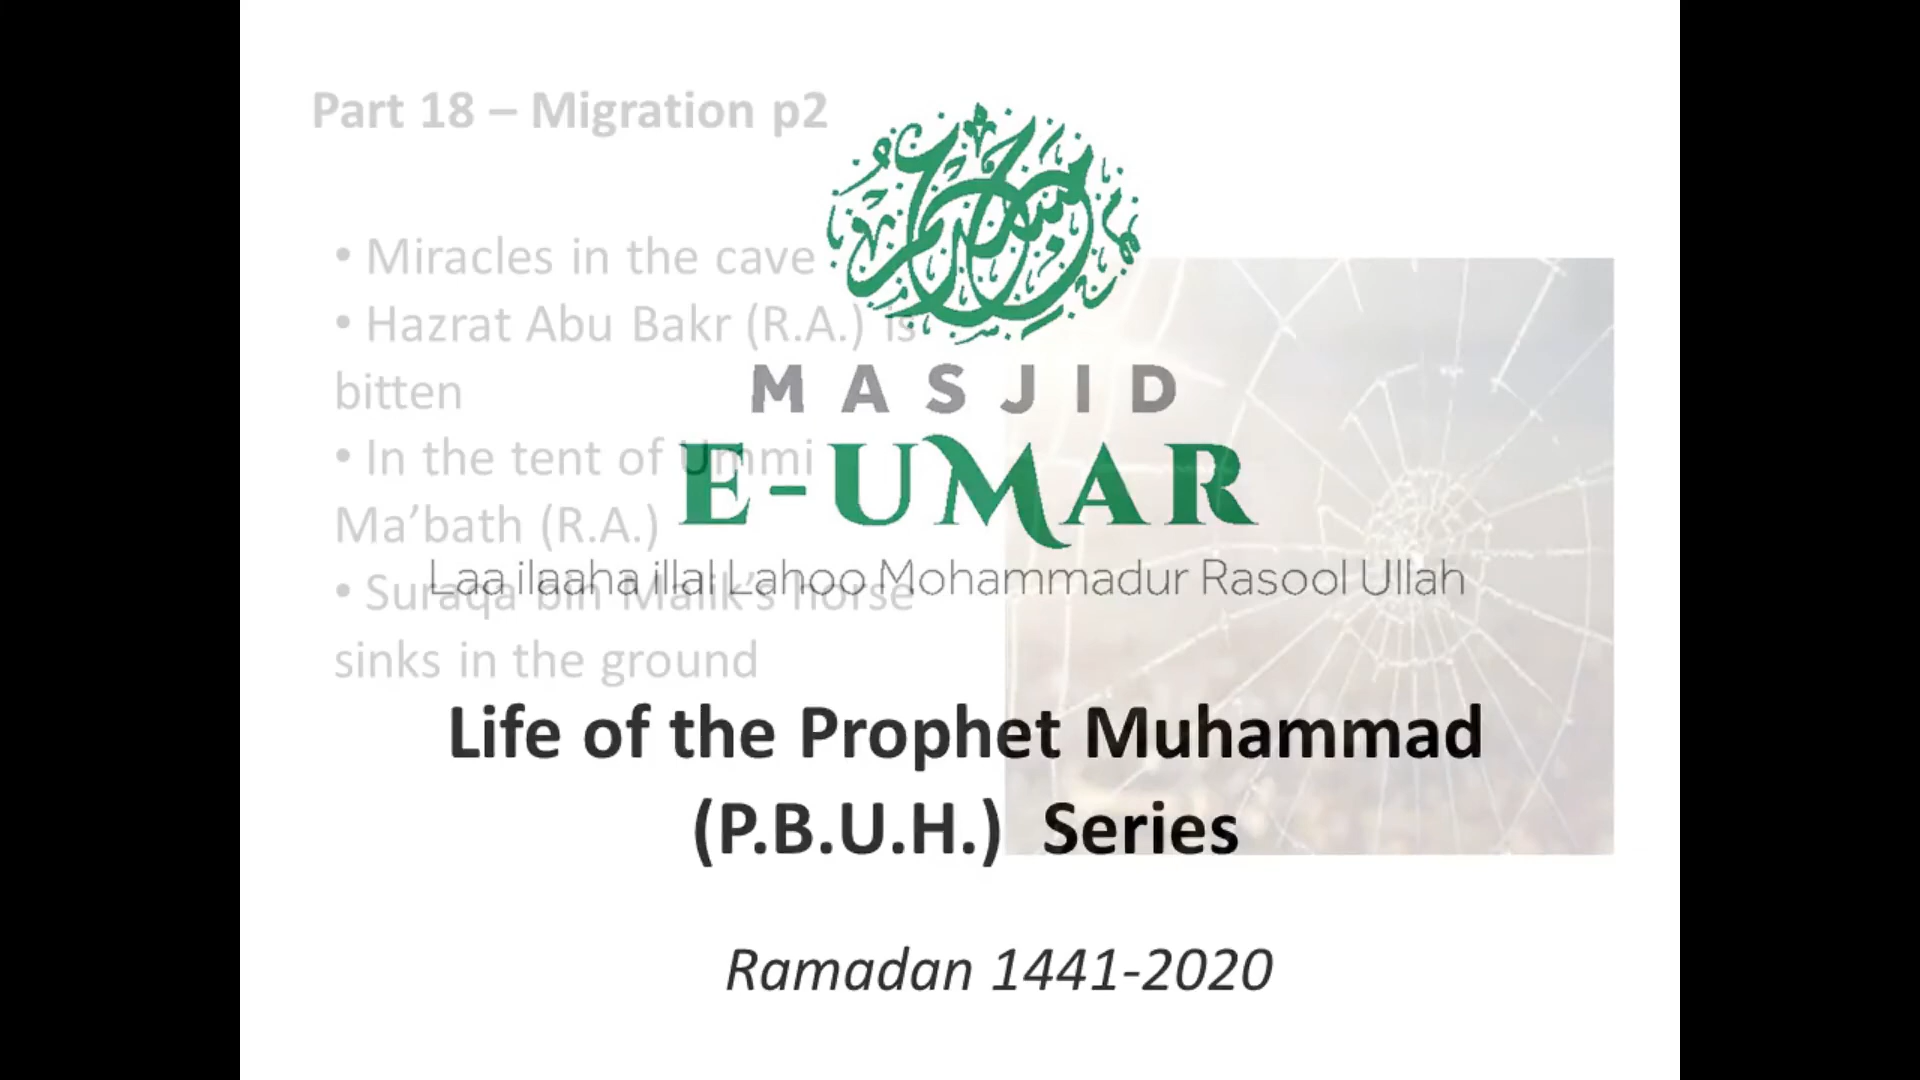 Part 18 – Migration p2
• Miracles in the cave
• Hazrat Abu Bakr (R.A.) is
bitten
• In the tent of Ummi
Ma’bath (R.A.)
• Suraqa bin Malik’s horse
sinks in the ground
MASJID
E-UMAR
Laa ilaaha illal Lahoo Mohammadur Rasool Ullah
Life of the Prophet Muhammad
(P.B.U.H.) Series
Ramadan 1441-2020